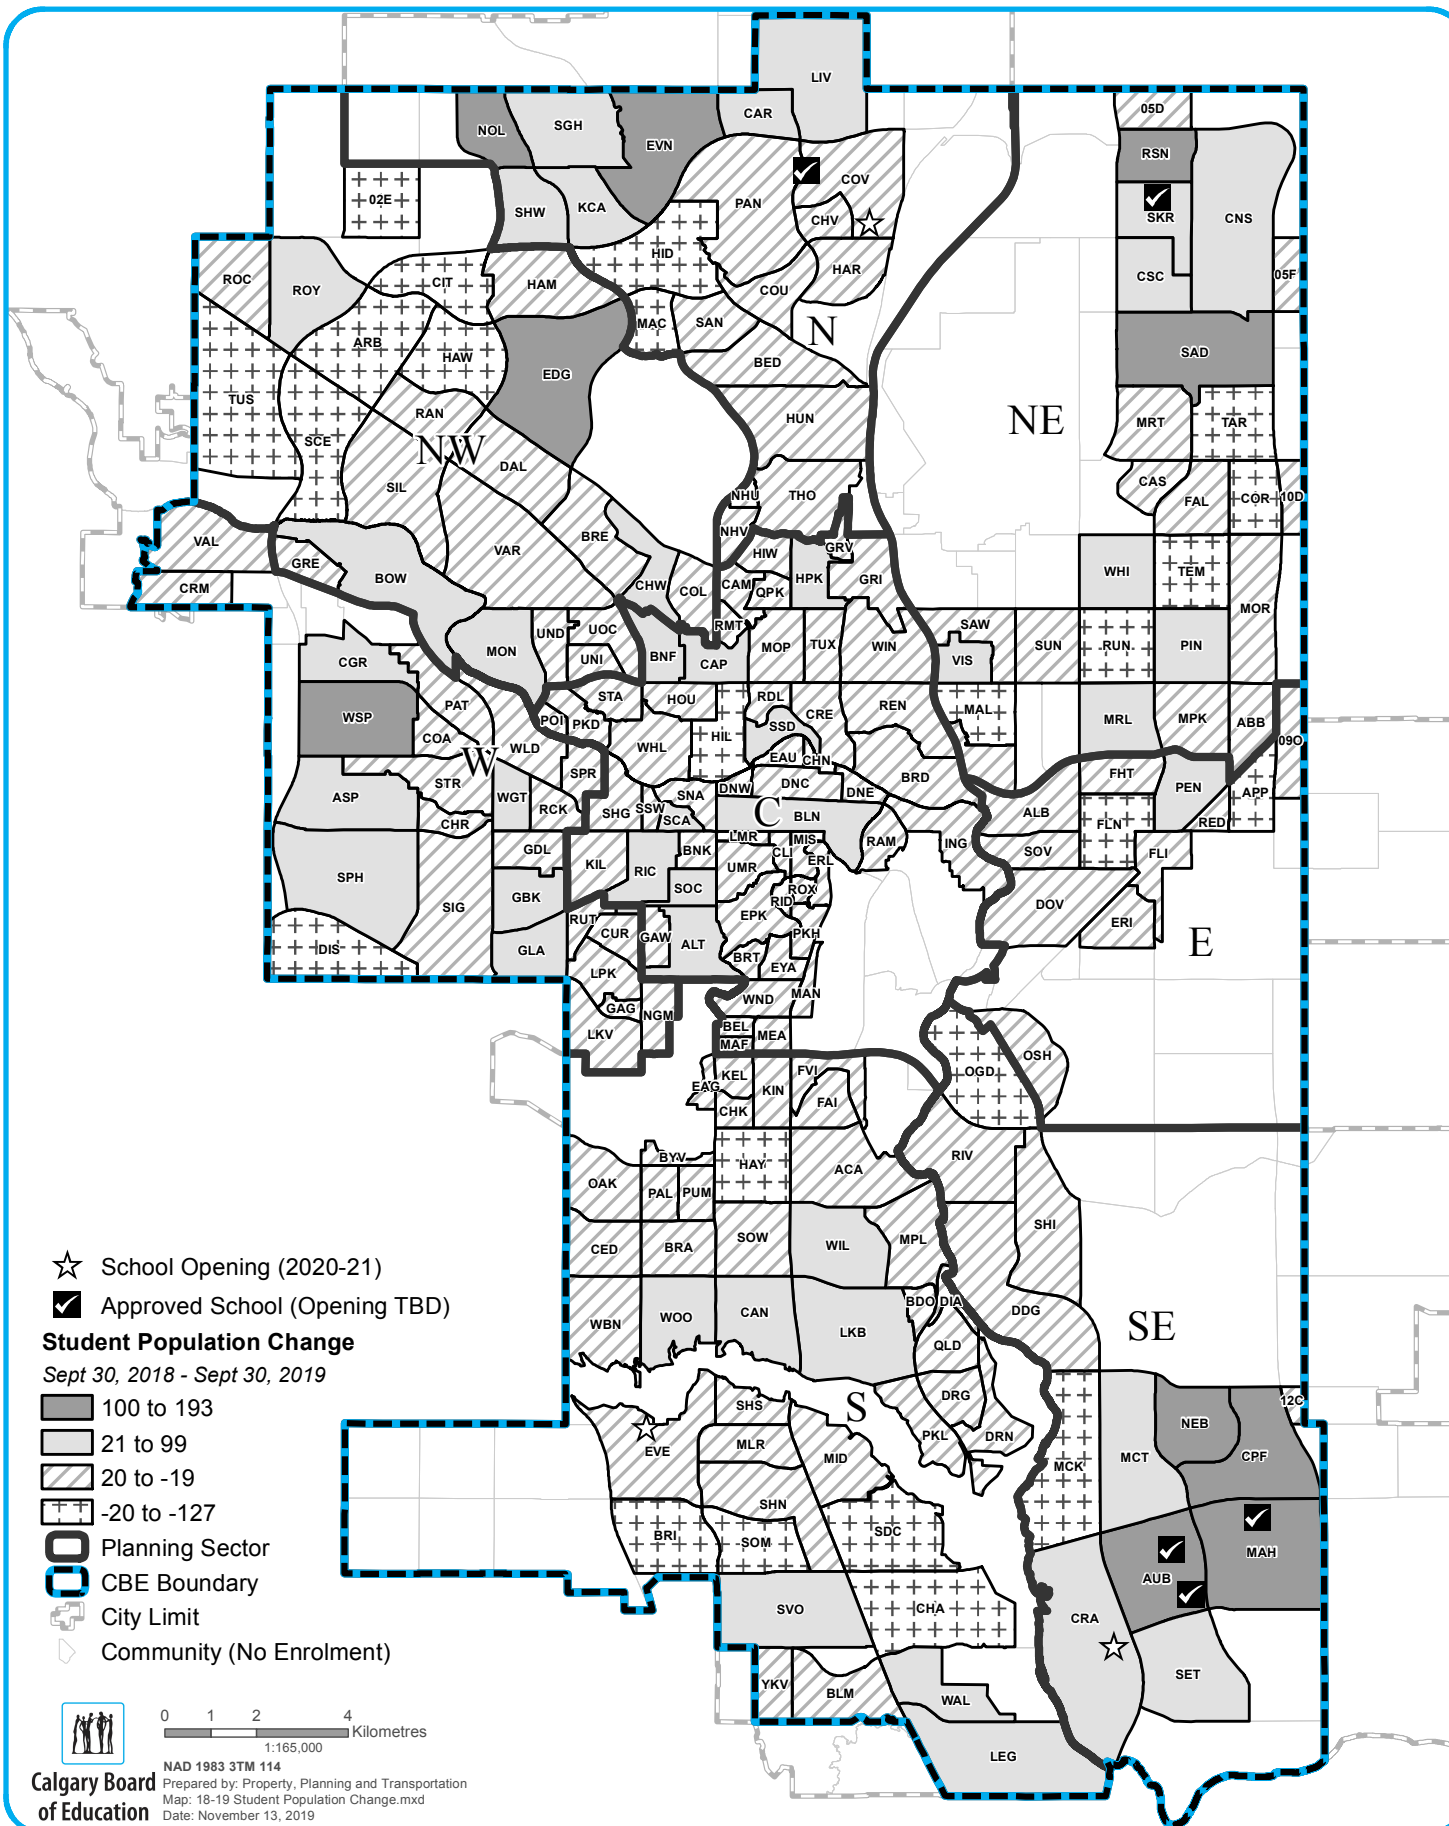 LIV
CAR
NOL
SGH
EVN
05D
RSN
COV
02E
SHW
KCA
PAN
CHV
SKR
CNS
HID
HAR
ROC
ROY
CIT
HAM
COU
CSC
05F
MAC
SAN
N
ARB
HAW
BED
SAD
EDG
TUS
RAN
HUN
NE
MRT
TAR
SCE
NW
DAL
SIL
NHU
THO
CAS
FAL
COR
10D
VAL
VAR
BRE
NHV
HIW
GRV
GRE
BOW
CHW
COL
CAM
QPK
HPK
GRI
WHI
TEM
CRM
MOR
RMT
SAW
UND
UOC
MON
BNF
CAP
MOP
TUX
WIN
VIS
SUN
RUN
PIN
CGR
UNI
WSP
PAT
STA
HOU
RDL
CRE
REN
MAL
MRL
MPK
ABB
COA
POI
PKD
SSD
WLD
WHL
HIL
EAU
CHN
09O
W
SPR
BRD
FHT
STR
DNW
DNC
DNE
PEN
APP
ASP
WGT
RCK
SHG
SSW
SNA
SCA
C
BLN
ALB
FLN
RED
CHR
LMR
MIS
RAM
ING
SOV
FLI
GDL
KIL
RIC
BNK
UMR
CLI
ERL
SPH
GBK
SOC
ROX
RID
DOV
SIG
EPK
ERI
RUT
CUR
GAW
ALT
PKH
E
DIS
GLA
BRT
EYA
LPK
MAN
WND
GAG
NGM
LKV
BEL
MEA
MAF
OSH
KEL
FVI
OGD
EAG
KIN
FAI
CHK
BYV
HAY
ACA
RIV
OAK
PAL
PUM
SHI
SOW
CED
BRA
WIL
MPL
School Opening (2020-21)
Approved School (Opening TBD)
BDO
DIA
DDG
SE
WBN
WOO
CAN
LKB
QLD
Student Population Change
Sept 30, 2018 - Sept 30, 2019
100 to 193
21 to 99
20 to -19
-20 to -127
Planning Sector
CBE Boundary
City Limit
Community (No Enrolment)
DRG
12C
SHS
S
NEB
EVE
MLR
MID
PKL
DRN
MCK
MCT
CPF
SHN
BRI
SOM
SDC
MAH
AUB
SVO
CHA
CRA
SET
YKV
BLM
WAL
LEG
0 1 2 4
Kilometres
1:165,000
NAD 1983 3TM 114
Prepared by: Property, Planning and Transportation
Map: 18-19 Student Population Change.mxd
Date: November 13, 2019
Calgary Board
of Education